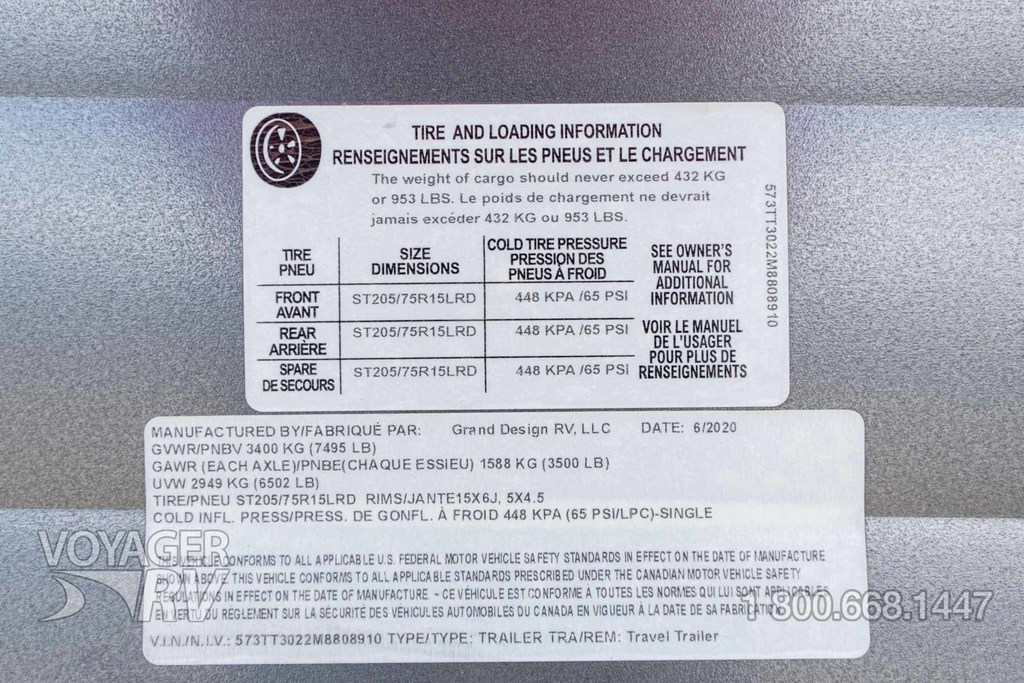 TIRE AND LOADING INFORMATION
RENSEIGNEMENTS SUR LES PNEUS ET LE CHARGEMENT
The weight of cargo should never exceed 432 KG
or 953 LBS. Le poids de chargement ne devrait
jamais excéder 432 KG ou 953 LBS.
TIRE
PNEU
SIZE
DIMENSIONS
COLD TIRE PRESSURE
PRESSION DES
PNEUS À FROID
FRONT
AVANT
ST205/75R15LRD
448 KPA /65 PSI
REAR
ARRIÈRE
ST205/75R15LRD
448 KPA /65 PSI
SPARE
DE SECOURS
ST205/75R15LRD
448 KPA /65 PSI
SEE OWNER'S
MANUAL FOR
ADDITIONAL
INFORMATION
VOIR LE MANUEL
DE L'USAGER
POUR PLUS DE
RENSEIGNEMENTS
573TT3022M8808910
MANUFACTURED BY/FABRIQUÉ PAR: Grand Design RV, LLC DATE: 6/2020
GVWR/PNBV 3400 KG (7495 LB)
GAWR (EACH AXLE)/PNBE(CHAQUE ESSIEU) 1588 KG (3500 LB)
UVW 2949 KG (6502 LB)
TIRE/PNEU ST205/75R15LRD RIMS/JANTE15X6J, 5X4.5
COLD INFL. PRESS/PRESS. DE GONFL. À FROID 448 KPA (65 PSI/LPC)-SINGLE
THIS VEHICLE CONFORMS TO ALL APPLICABLE U.S. FEDERAL MOTOR VEHICLE SAFETY STANDARDS IN EFFECT ON THE DATE OF MANUFACTURE
SHOWN ABOVE. THIS VEHICLE CONFORMS TO ALL APPLICABLE STANDARDS PRESCRIBED UNDER THE CANADIAN MOTOR VEHICLE SAFETY
REGULATIONS IN EFFECT ON THE DATE OF MANUFACTURE. - CE VÉHICULE EST CONFORME A TOUTES LES NORMES QUI LUI SONT APPLICABLES
EN VERTU DU RÈGLEMENT SUR LA SÉCURITÉ DES VÉHICULES AUTOMOBILES DU CANADA EN VIGUEUR À LA DATE DE SA FABRICATION.
V.I.N./N.I.V.: 573TT3022M8808910 TYPE/TYPE: TRAILER TRA/REM: Travel Trailer
VOYAGER
RV
1-800.668.1447